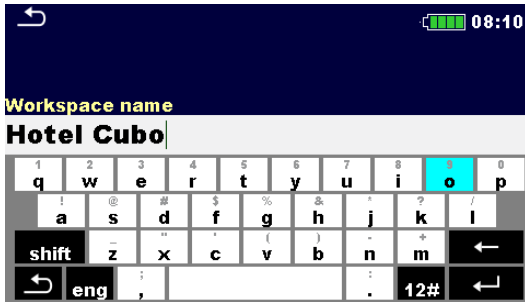 08:10
Workspace name
Hotel Cubo
1 2 3 4 5 6 7 8 9 0
q w e r t y u i o p
! @ # $ % & * ? /
a s d f g h j k l
_ " ' ( ) - +
shift z x c v b n m
; :
eng , . 12#